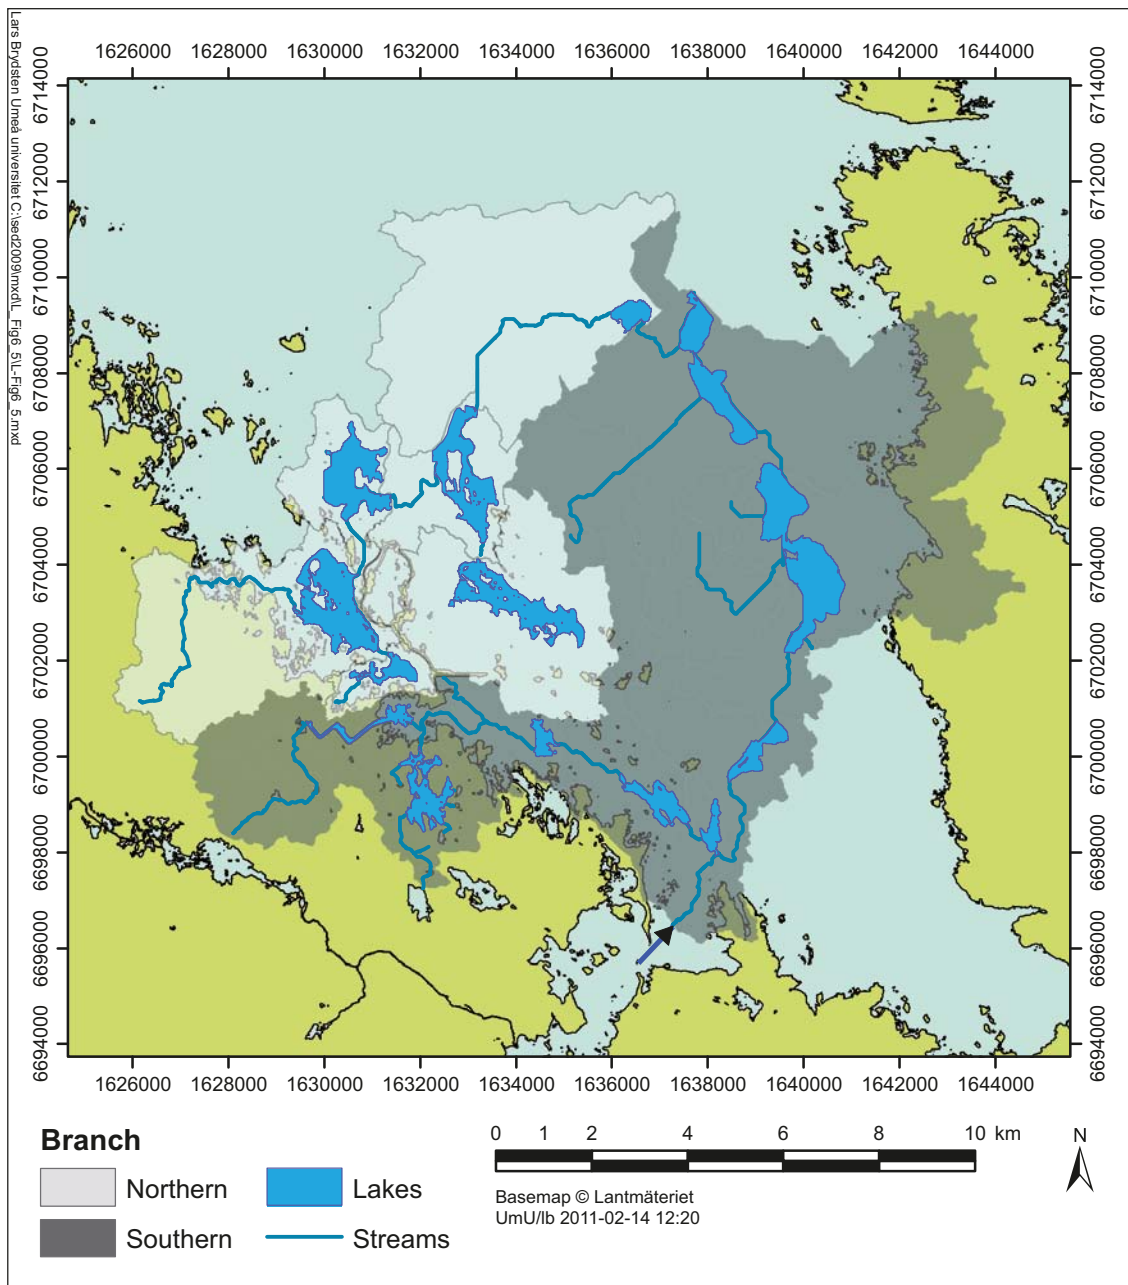 Lars Brydsten Umeå universitet C:\sed2009\mxd\L_Fig6_5\L-Fig6_5.mxd
1626000 1628000 1630000 1632000 1634000 1636000 1638000 1640000 1642000 1644000
6714000 6714000
6712000 6712000
6710000 6710000
6708000 6708000
6706000 6706000
6704000 6704000
6702000 6702000
6700000 6700000
6698000 6698000
6696000 6696000
6694000 6694000
1626000 1628000 1630000 1632000 1634000 1636000 1638000 1640000 1642000 1644000
Branch
Northern
Lakes
Southern
Streams
0 1 2 4 6 8 10 km
Basemap © Lantmäteriet
UmU/lb 2011-02-14 12:20
N